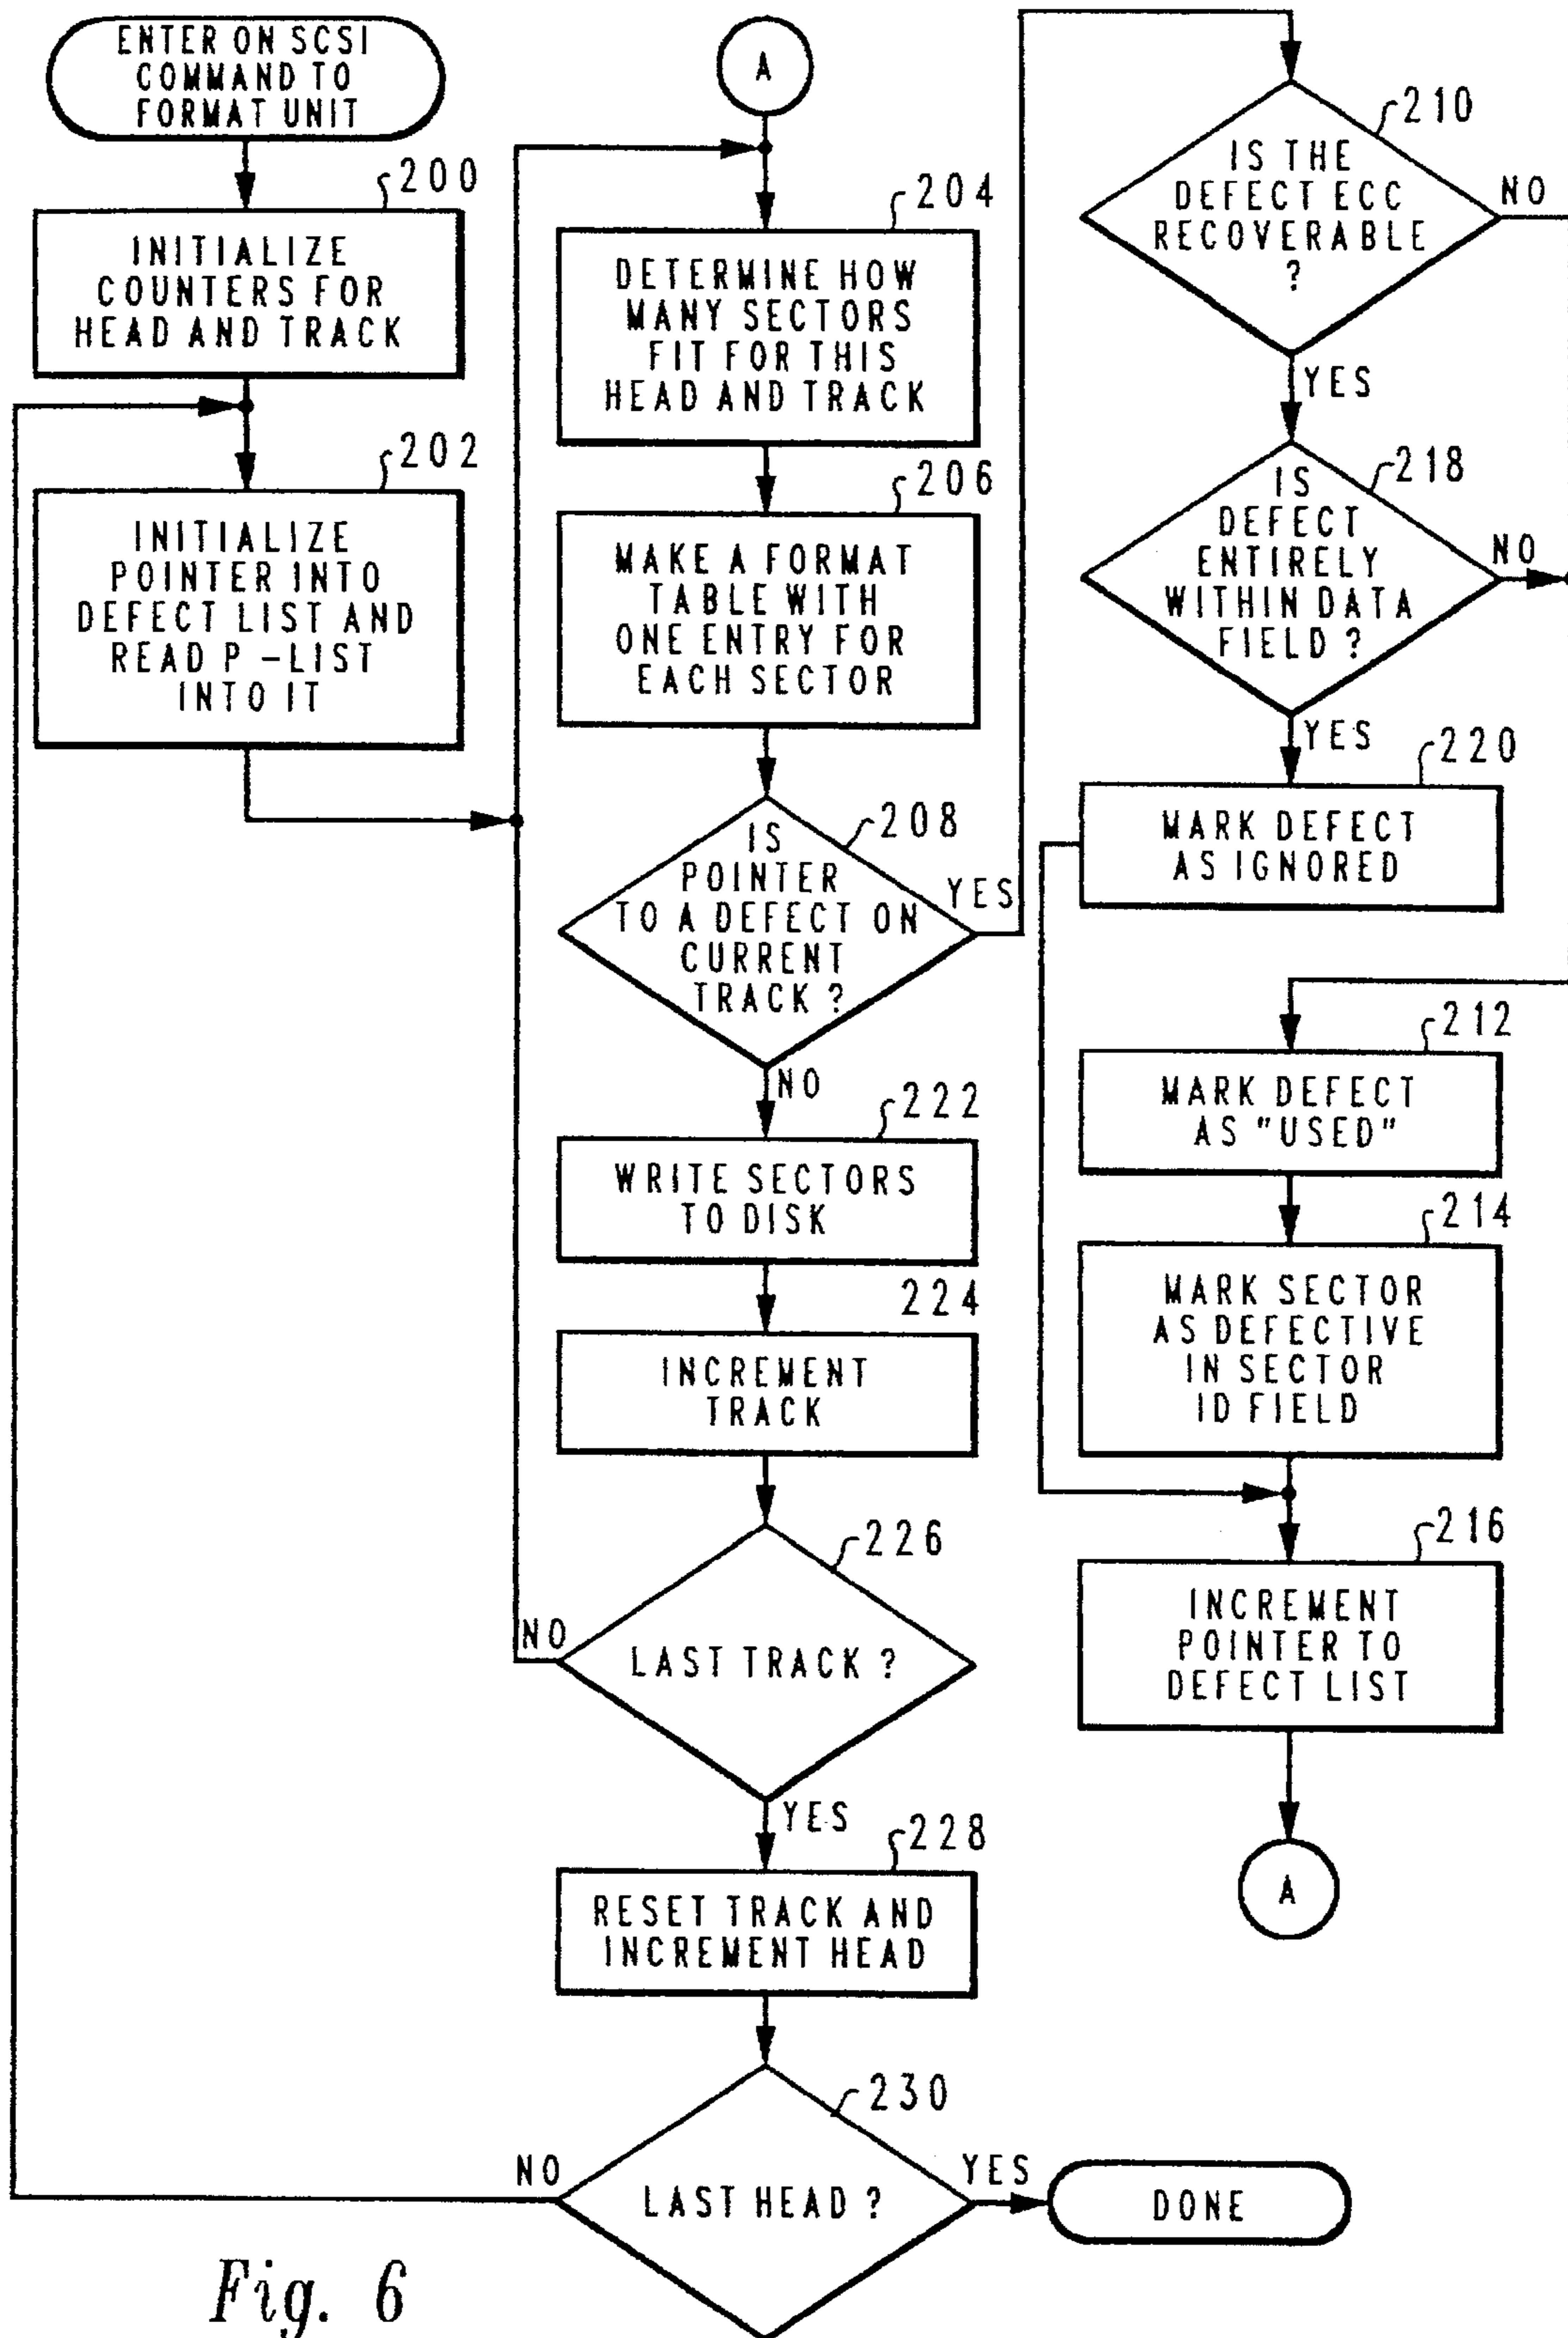 ENTER ON SCSI
COMMAND TO
FORMAT UNIT
200
INITIALIZE
COUNTERS FOR
HEAD AND TRACK
202
INITIALIZE
POINTER INTO
DEFECT LIST AND
READ P -LIST
INTO IT
A
204
DETERMINE HOW
MANY SECTORS
FIT FOR THIS
HEAD AND TRACK
206
MAKE A FORMAT
TABLE WITH
ONE ENTRY FOR
EACH SECTOR
208
IS
POINTER
TO A DEFECT ON
CURRENT
TRACK ?
YES
NO
222
WRITE SECTORS
TO DISK
224
INCREMENT
TRACK
226
LAST TRACK ?
NO
YES
228
RESET TRACK AND
INCREMENT HEAD
230
LAST HEAD ?
NO
YES
DONE
210
IS THE
DEFECT ECC
RECOVERABLE
?
NO
YES
218
IS
DEFECT
ENTIRELY
WITHIN DATA
FIELD ?
NO
YES
220
MARK DEFECT
AS IGNORED
212
MARK DEFECT
AS "USED"
214
MARK SECTOR
AS DEFECTIVE
IN SECTOR
ID FIELD
216
INCREMENT
POINTER TO
DEFECT LIST
A
Fig. 6